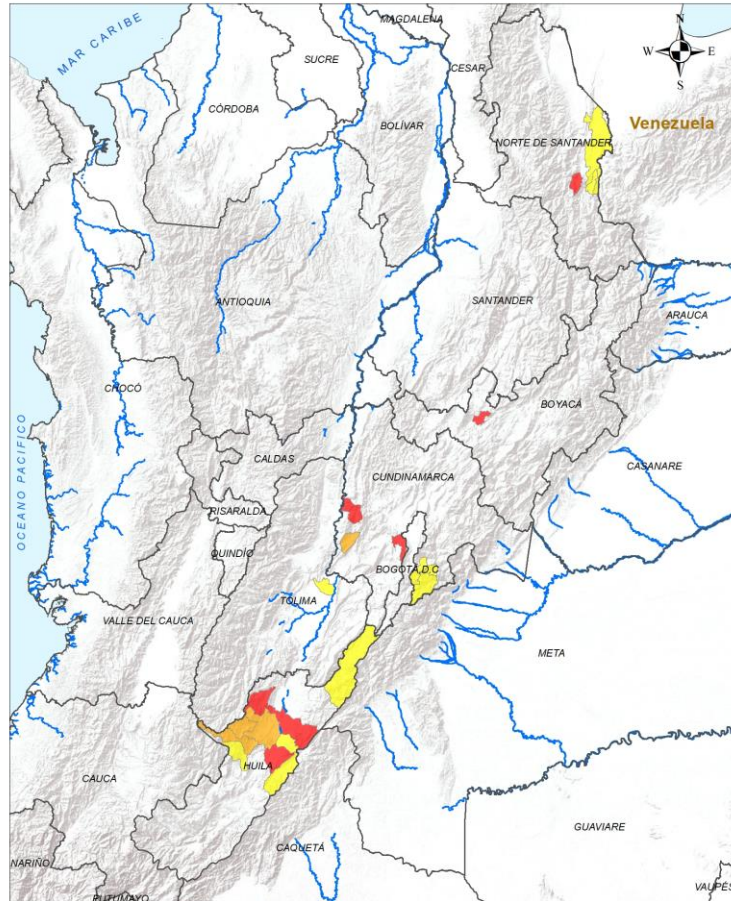 MAGDALENA
N
MAR CARIBE
W
E
S
SUCRE
CESAR
CÓRDOBA
BOLÍVAR
Venezuela
NORTE DE SANTANDER
ANTIOQUIA
SANTANDER
ARAUCA
CHOCÓ
BOYACÁ
CALDAS
CUNDINAMARCA
CASANARE
OCEANO PACIFICO
RISARALDA
QUINDÍO
BOGOTÁ,D.C
TOLIMA
VALLE DEL CAUCA
META
HUILA
CAUCA
GUAVIARE
CAQUETÁ
NARIÑO
PUTUMAYO
VAUPÉS